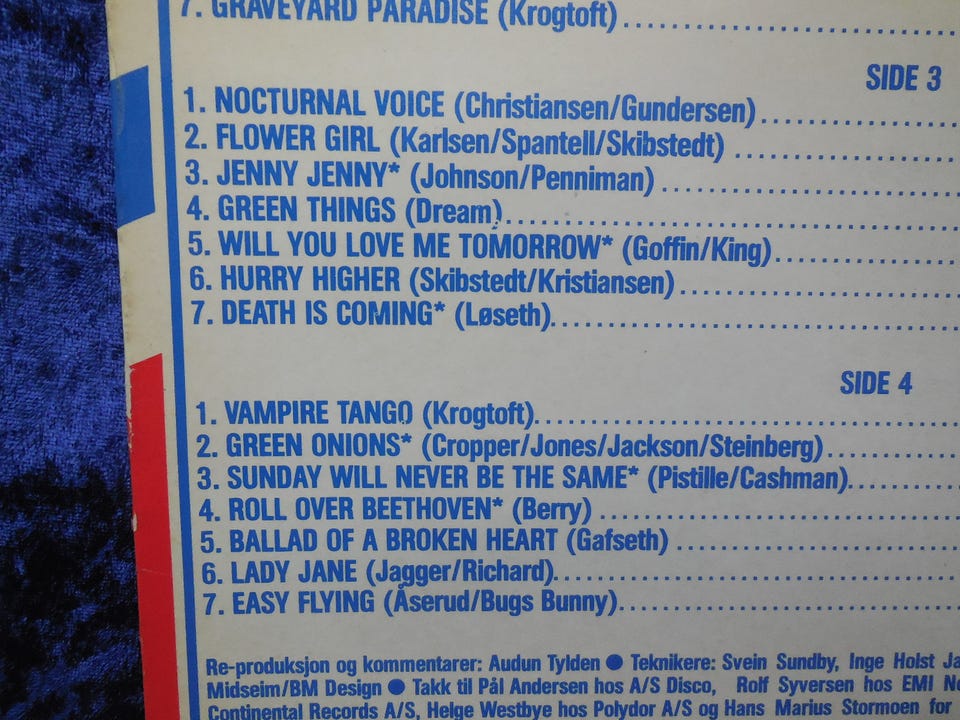 7. GRAVEYARD PARADISE (Krogtoft)..............................
SIDE 3
1. NOCTURNAL VOICE (Christiansen/Gundersen)....................
2. FLOWER GIRL (Karlsen/Spantell/Skibstedt) ......................
3. JENNY JENNY* (Johnson/Penniman) .............................
4. GREEN THINGS (Dream)...........................................
5. WILL YOU LOVE ME TOMORROW* (Goffin/King)..................
6. HURRY HIGHER (Skibstedt/Kristiansen) ..........................
7. DEATH IS COMING* (Løseth).......................................
SIDE 4
1. VAMPIRE TANGO (Krogtoft)........................................
2. GREEN ONIONS* (Cropper/Jones/Jackson/Steinberg)............
3. SUNDAY WILL NEVER BE THE SAME* (Pistille/Cashman)..........
4. ROLL OVER BEETHOVEN* (Berry) ..................................
5. BALLAD OF A BROKEN HEART (Gafseth) ...........................
6. LADY JANE (Jagger/Richard).......................................
7. EASY FLYING (Åserud/Bugs Bunny)................................
Re-produksjon og kommentarer: Audun Tylden ● Teknikere: Svein Sundby, Inge Holst
Midseim/BM Design ● Takk til Pål Andersen hos A/S Disco, Rolf Syversen hos EMI
Continental Records A/S, Helge Westbye hos Polydor A/S og Hans Marius Stormoen for